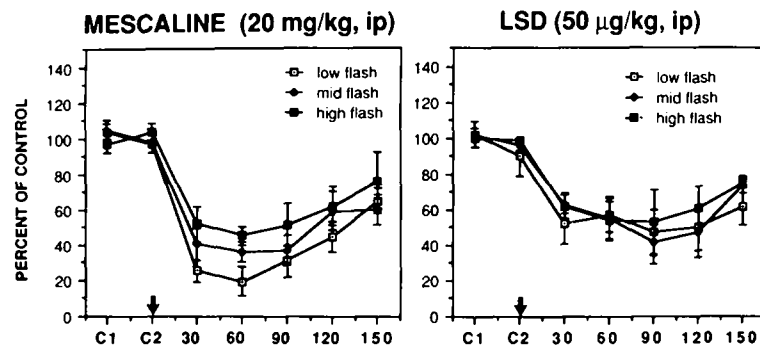 MESCALINE (20 mg/kg, ip)
LSD (50 µg/kg, ip)
PERCENT OF CONTROL
140
120
100
80
60
40
20
0
low flash
mid flash
high flash
C1 C2 30 60 90 120 150
140
120
100
80
60
40
20
0
low flash
mid flash
high flash
C1 C2 30 60 90 120 150